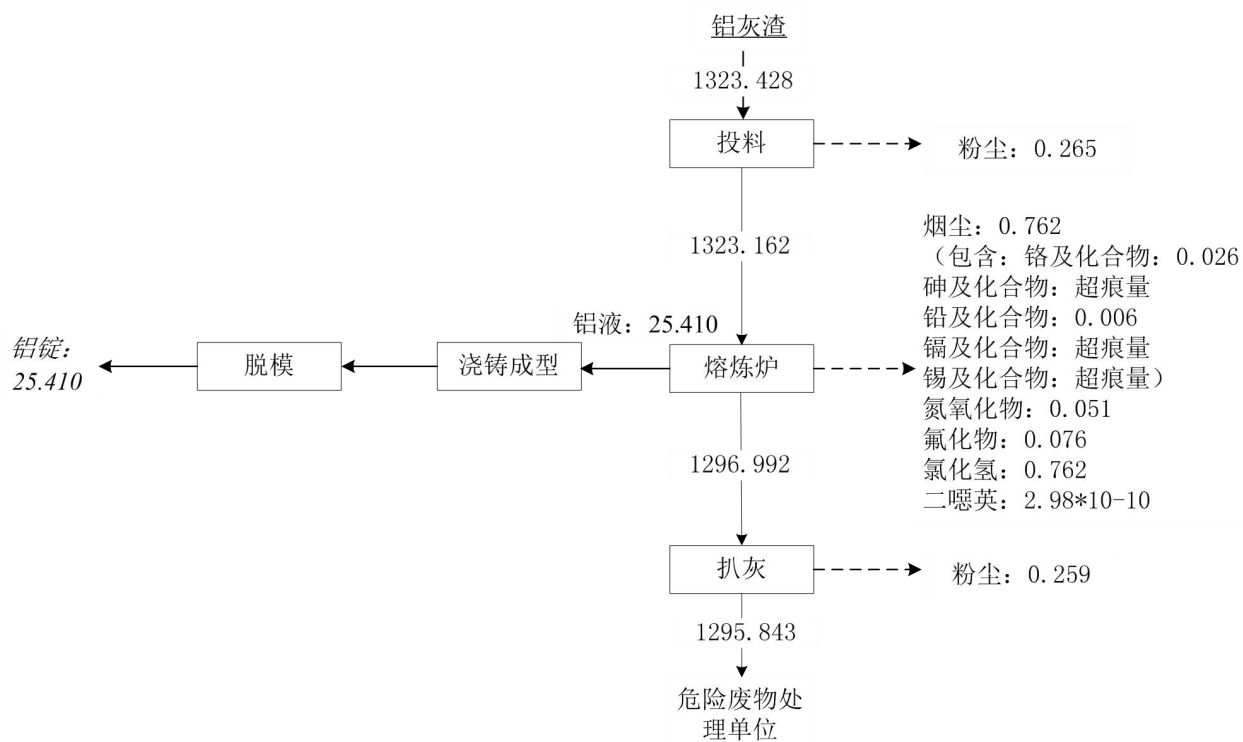 铝灰渣
1323.428
投料
粉尘：0.265
1323.162
烟尘：0.762
（包含：铬及化合物：0.026
砷及化合物：超痕量
铅及化合物：0.006
镉及化合物：超痕量
锡及化合物：超痕量）
氮氧化物：0.051
氟化物：0.076
氯化氢：0.762
二噁英：2.98*10-10
铝液：25.410
铝锭：
25.410
脱模
浇铸成型
熔炼炉
1296.992
扒灰
粉尘：0.259
1295.843
危险废物处
理单位